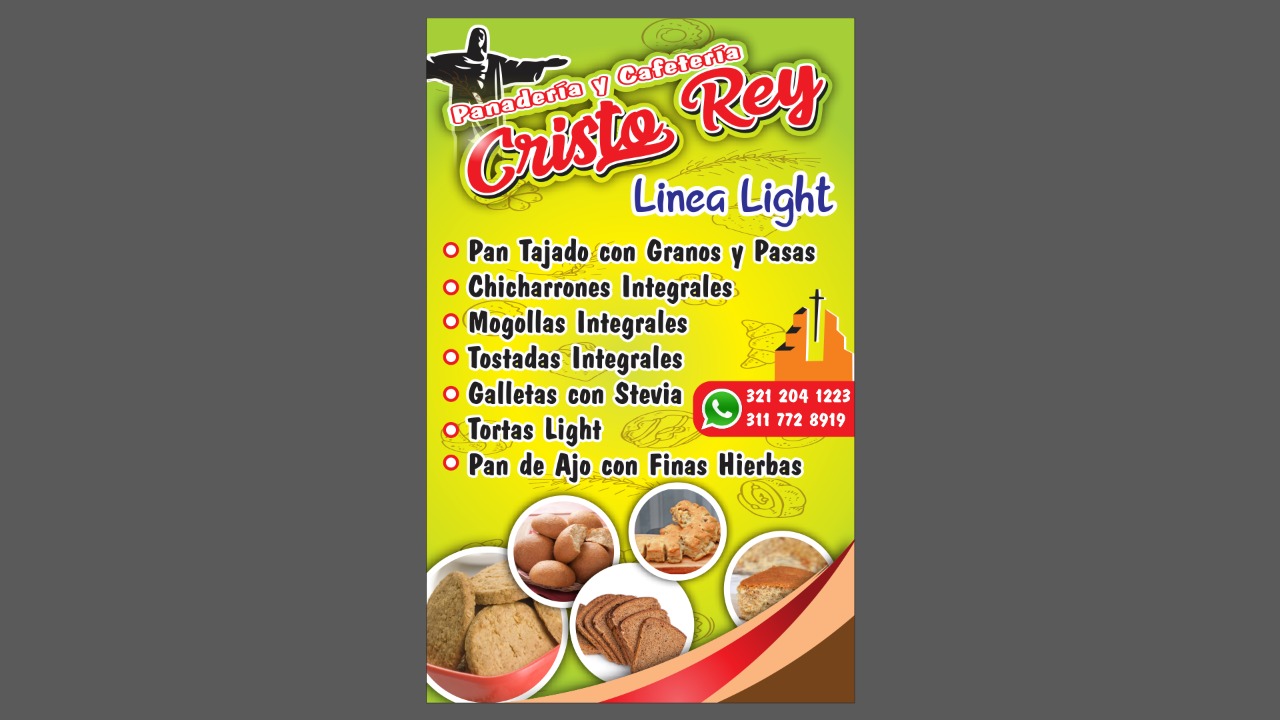 Panadería y Cafetería
Cristo Rey
Linea Light
Pan Tajado con Granos y Pasas
Chicharrones Integrales
Mogollas Integrales
Tostadas Integrales
Galletas con Stevia
321 204 1223
311 772 8919
Tortas Light
Pan de Ajo con Finas Hierbas